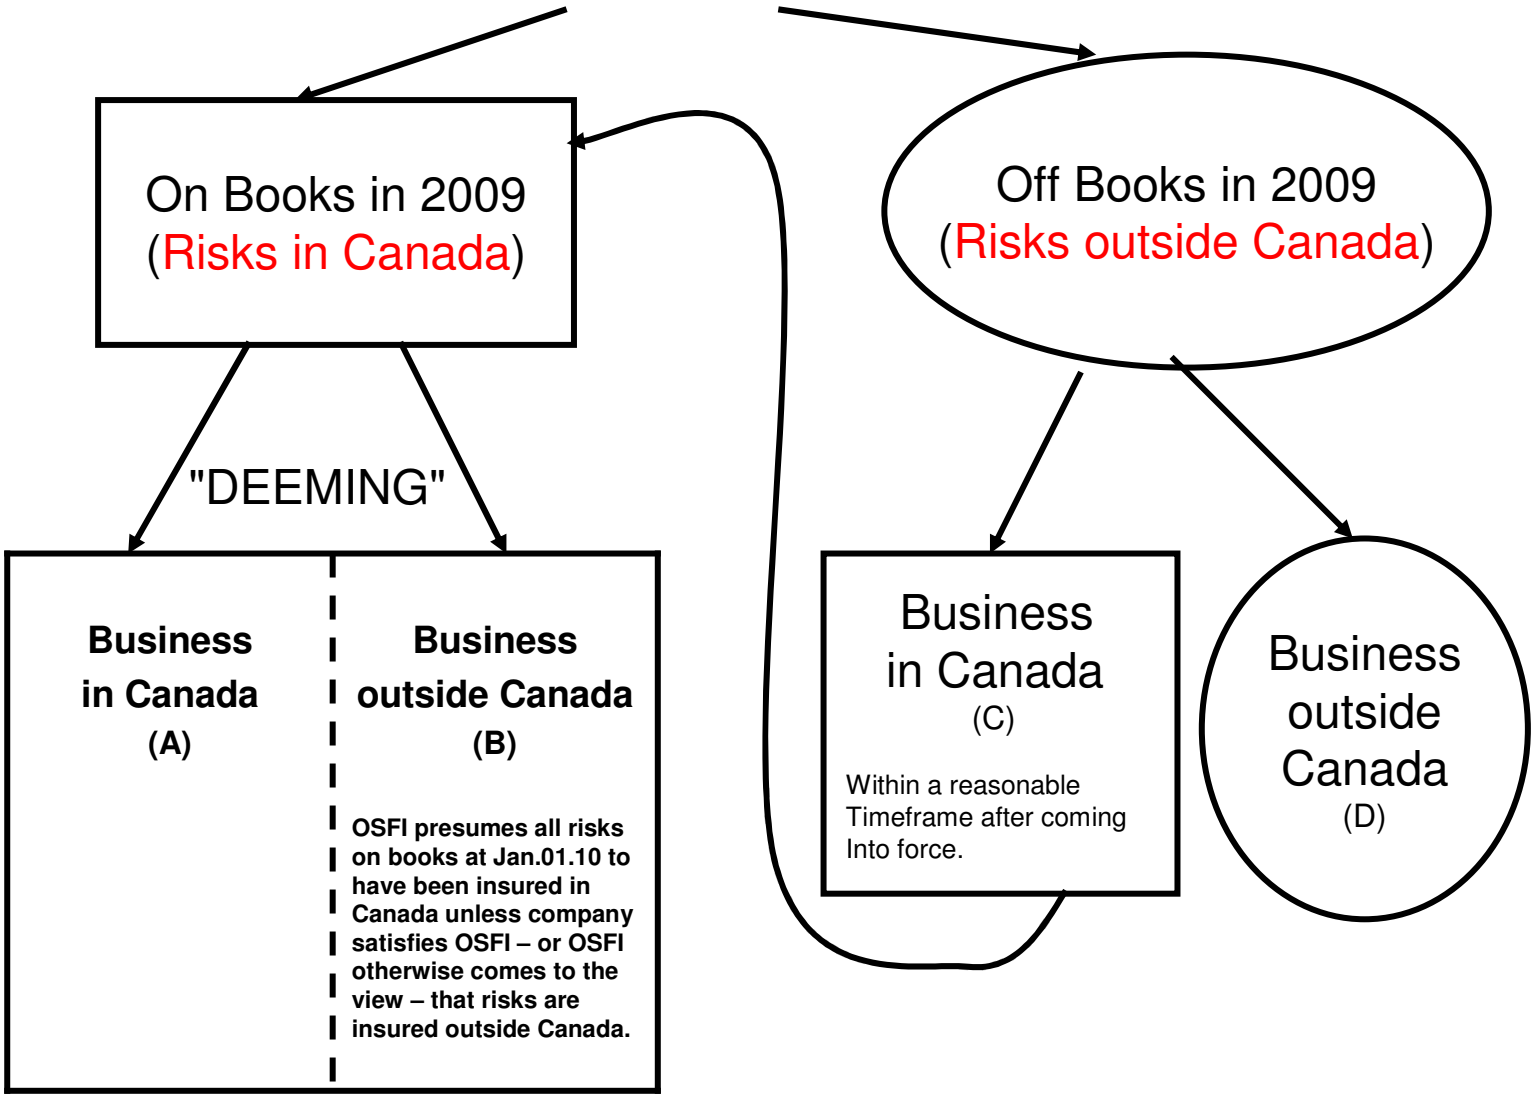 On Books in 2009
(Risks in Canada)
Off Books in 2009
(Risks outside Canada)
"DEEMING"
Business
in Canada
(A)
Business
outside Canada
(B)
OSFI presumes all risks
on books at Jan.01.10 to
have been insured in
Canada unless company
satisfies OSFI – or OSFI
otherwise comes to the
view – that risks are
insured outside Canada.
Business
in Canada
(C)
Within a reasonable
Timeframe after coming
Into force.
Business
outside
Canada
(D)